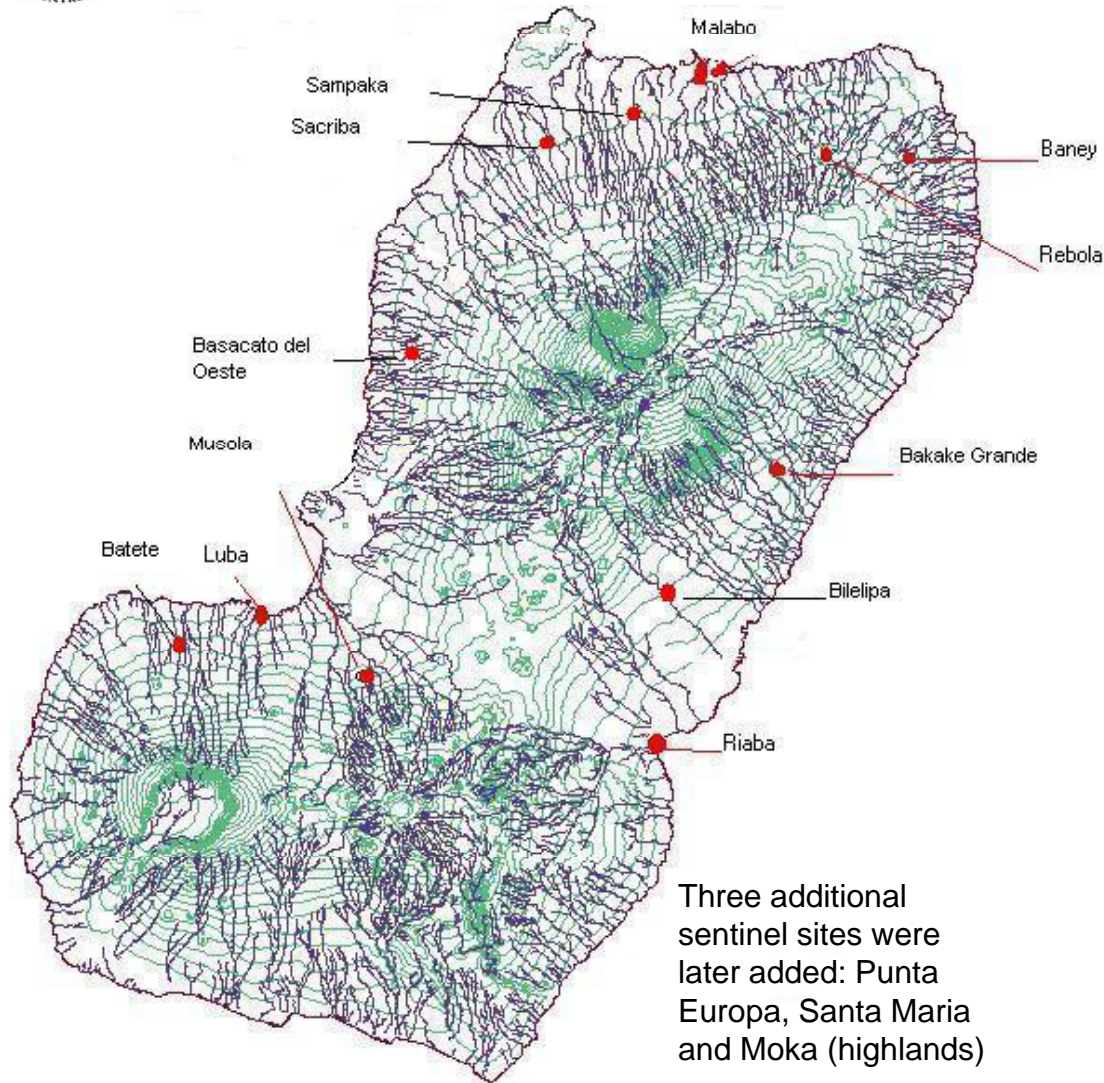 Malabo
Sampaka
Sacriba
Baney
Rebola
Basacato del
Oeste
Musola
Bakake Grande
Batete
Luba
Bilelipa
Riaba
Three additional
sentinel sites were
later added: Punta
Europa, Santa Maria
and Moka (highlands)